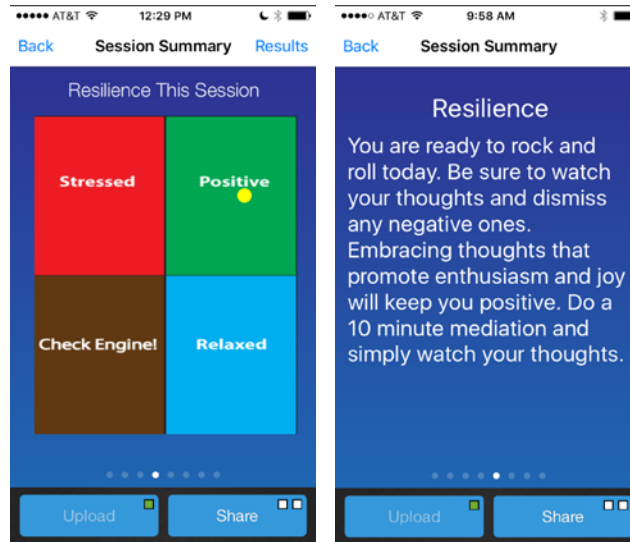 AT&T 12:29 PM
Back Session Summary Results
Resilience This Session
Stressed
Positive
Check Engine!
Relaxed
Upload
Share
AT&T 9:58 AM
Back Session Summary
Resilience
You are ready to rock and
roll today. Be sure to watch
your thoughts and dismiss
any negative ones.
Embracing thoughts that
promote enthusiasm and joy
will keep you positive. Do a
10 minute mediation and
simply watch your thoughts.
Upload
Share